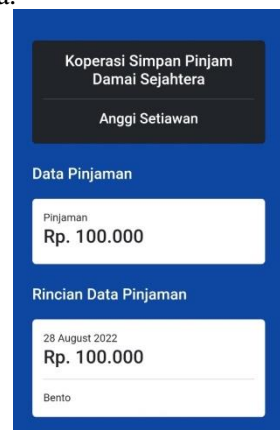 a.
Koperasi Simpan Pinjam
Damai Sejahtera
Anggi Setiawan
Data Pinjaman
Pinjaman
Rp. 100.000
Rincian Data Pinjaman
28 August 2022
Rp. 100.000
Bento